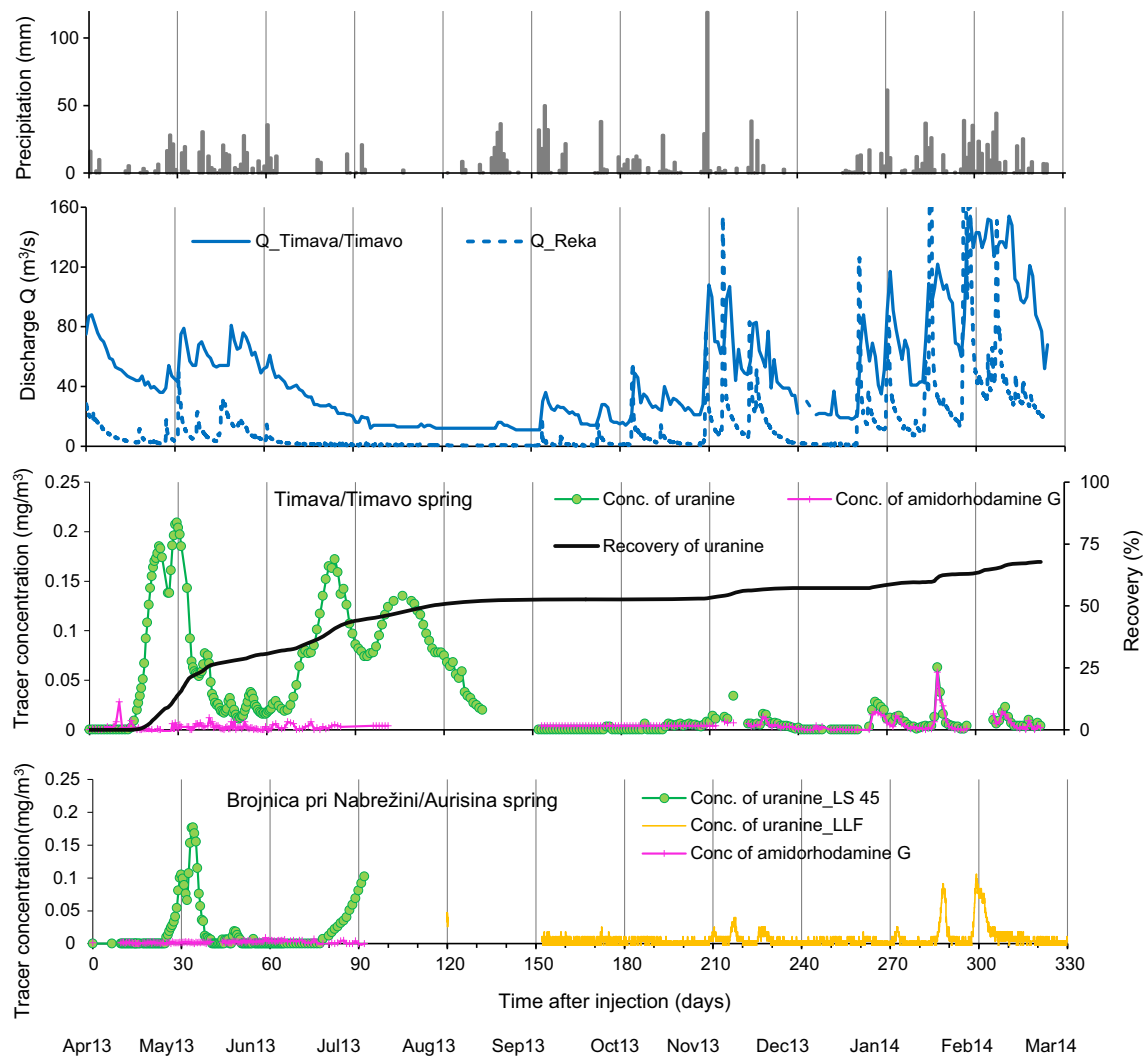 Precipitation (mm)
100
50
0
Discharge Q (m³/s)
160
120
80
40
0
Q_Timava/Timavo
Q_Reka
Tracer concentration (mg/m³)
0.25
0.2
0.15
0.1
0.05
0
Timava/Timavo spring
Conc. of uranine
Conc. of amidorhodamine G
Recovery of uranine
100
75
50
25
0
Recovery (%)
Tracer concentration(mg/m³)
0.25
0.2
0.15
0.1
0.05
0
Brojnica pri Nabrežini/Aurisina spring
Conc. of uranine_LS 45
Conc. of uranine_LLF
Conc of amidorhodamine G
0 30 60 90 120 150 180 210 240 270 300 330
Time after injection (days)
Apr13 May13 Jun13 Jul13 Aug13 Sep13 Oct13 Nov13 Dec13 Jan14 Feb14 Mar14